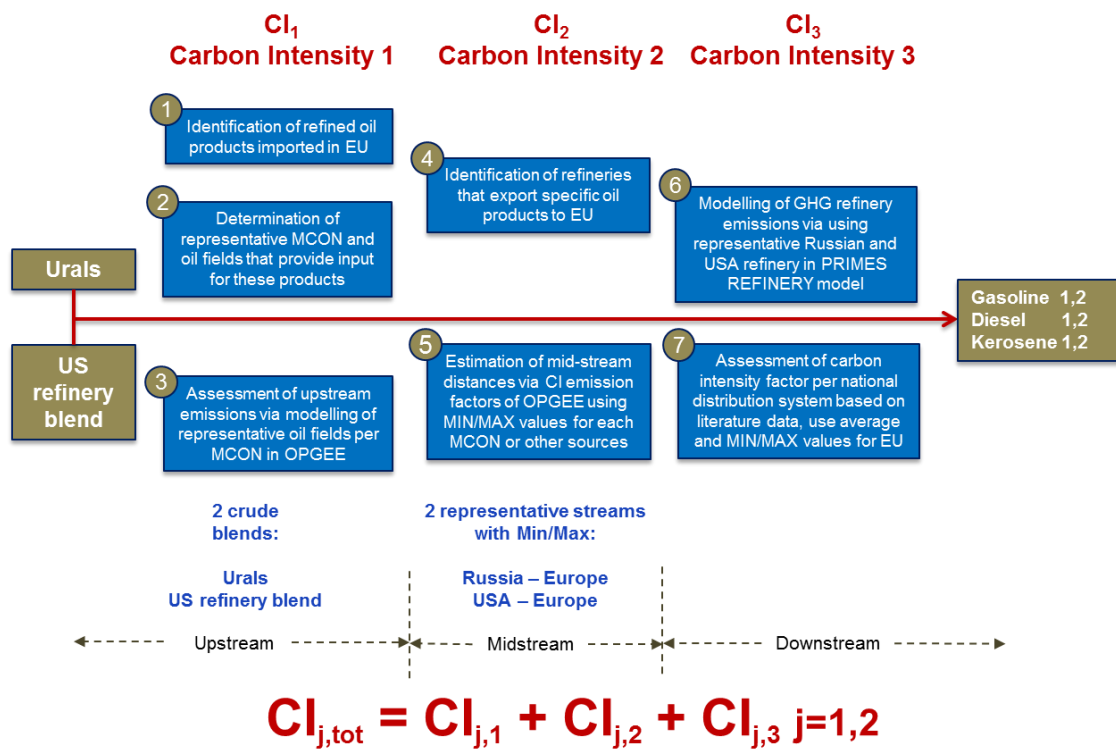 CI1
Carbon Intensity 1
CI2
Carbon Intensity 2
CI3
Carbon Intensity 3
1
Identification of refined oil
products imported in EU
2
Determination of
representative MCON and
oil fields that provide input
for these products
3
Assessment of upstream
emissions via modelling of
representative oil fields per
MCON in OPGEE
4
Identification of refineries
that export specific oil
products to EU
5
Estimation of mid-stream
distances via CI emission
factors of OPGEE using
MIN/MAX values for each
MCON or other sources
6
Modelling of GHG refinery
emissions via using
representative Russian and
USA refinery in PRIMES
REFINERY model
7
Assessment of carbon
intensity factor per national
distribution system based on
literature data, use average
and MIN/MAX values for EU
Urals
US
refinery
blend
Gasoline 1,2
Diesel 1,2
Kerosene 1,2
2 crude
blends:
Urals
US refinery blend
2 representative streams
with Min/Max:
Russia – Europe
USA – Europe
Upstream
Midstream
Downstream
CIj,tot = CIj,1 + CIj,2 + CIj,3 j=1,2